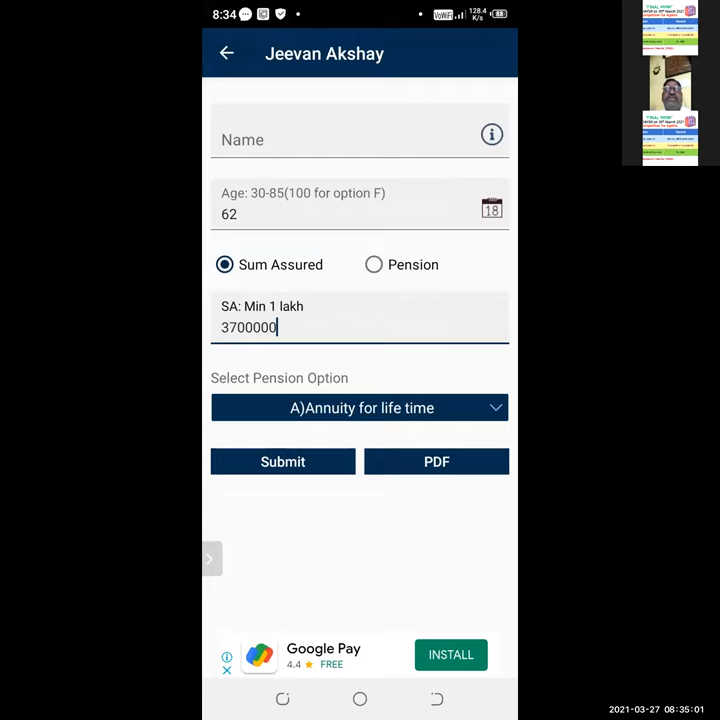 8:34
VoWiFi
128.4
K/s
88
Jeevan Akshay
Name
Age: 30-85(100 for option F)
62
18
Sum Assured
Pension
SA: Min 1 lakh
3700000
Select Pension Option
A)Annuity for life time
Submit
PDF
Google Pay
4.4 ★ FREE
INSTALL
2021-03-27 08:35:01